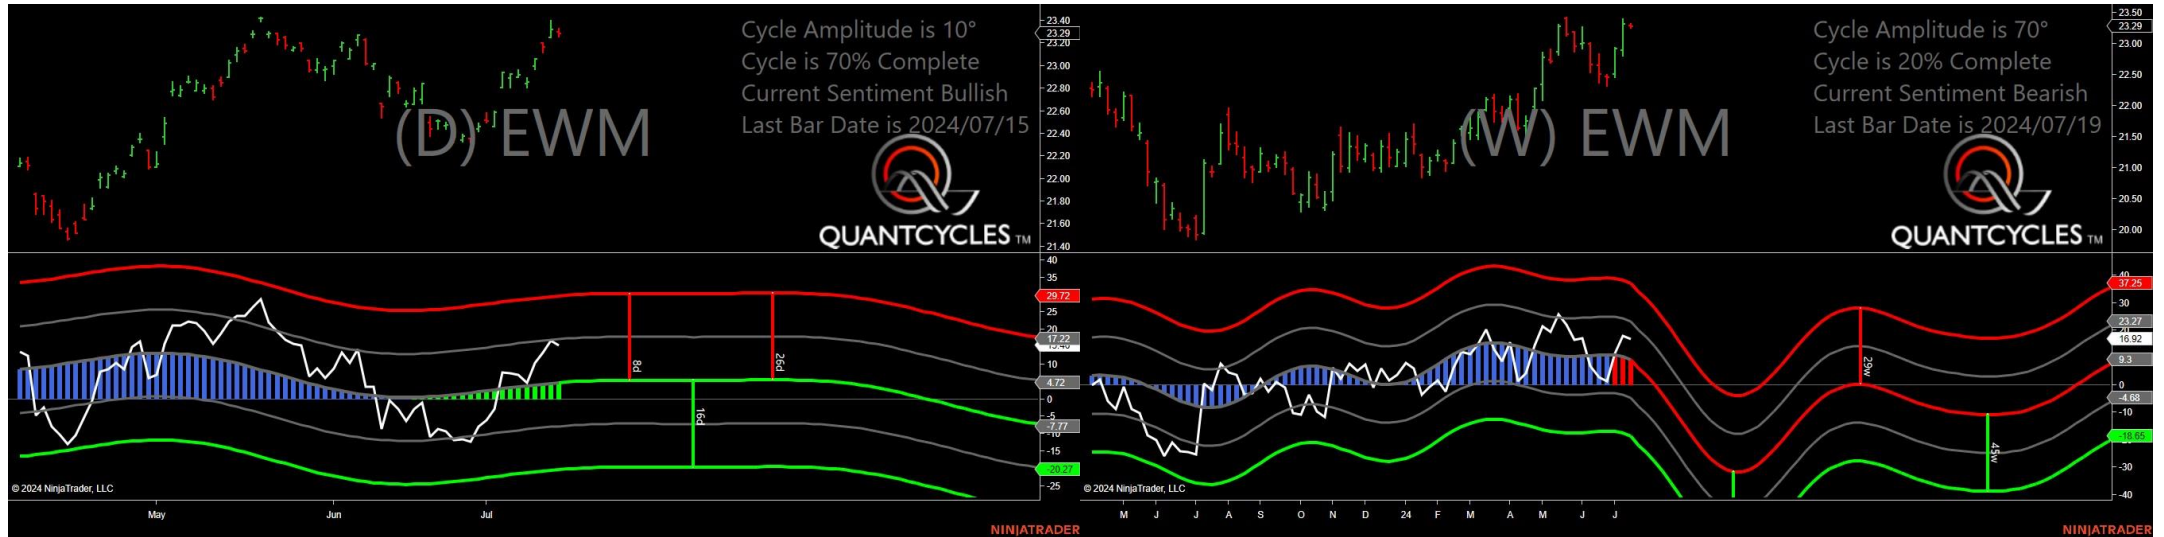 Cycle Amplitude is 10°
Cycle is 70% Complete
Current Sentiment Bullish
Last Bar Date is 2024/07/15
(D) EWM
QUANTCYCLES TM
23.40
23.29
23.20
23.00
22.80
22.60
22.40
22.20
22.00
21.80
21.60
21.40
40
35
29.72
25
20
17.22
10
4.72
0
-5
-7.77
-10
-15
-20.27
-25
8d
16d
26d
© 2024 NinjaTrader, LLC
May Jun Jul
NINJATRADER
Cycle Amplitude is 70°
Cycle is 20% Complete
Current Sentiment Bearish
Last Bar Date is 2024/07/19
(W) EWM
QUANTCYCLES TM
23.50
23.29
23.00
22.50
22.00
21.50
21.00
20.50
20.00
40
37.25
30
23.27
16.92
9.3
0
-4.68
-10
-18.65
-30
-40
29w
45w
© 2024 NinjaTrader, LLC
M J J A S O N D 24 F M A M J J
NINJATRADER